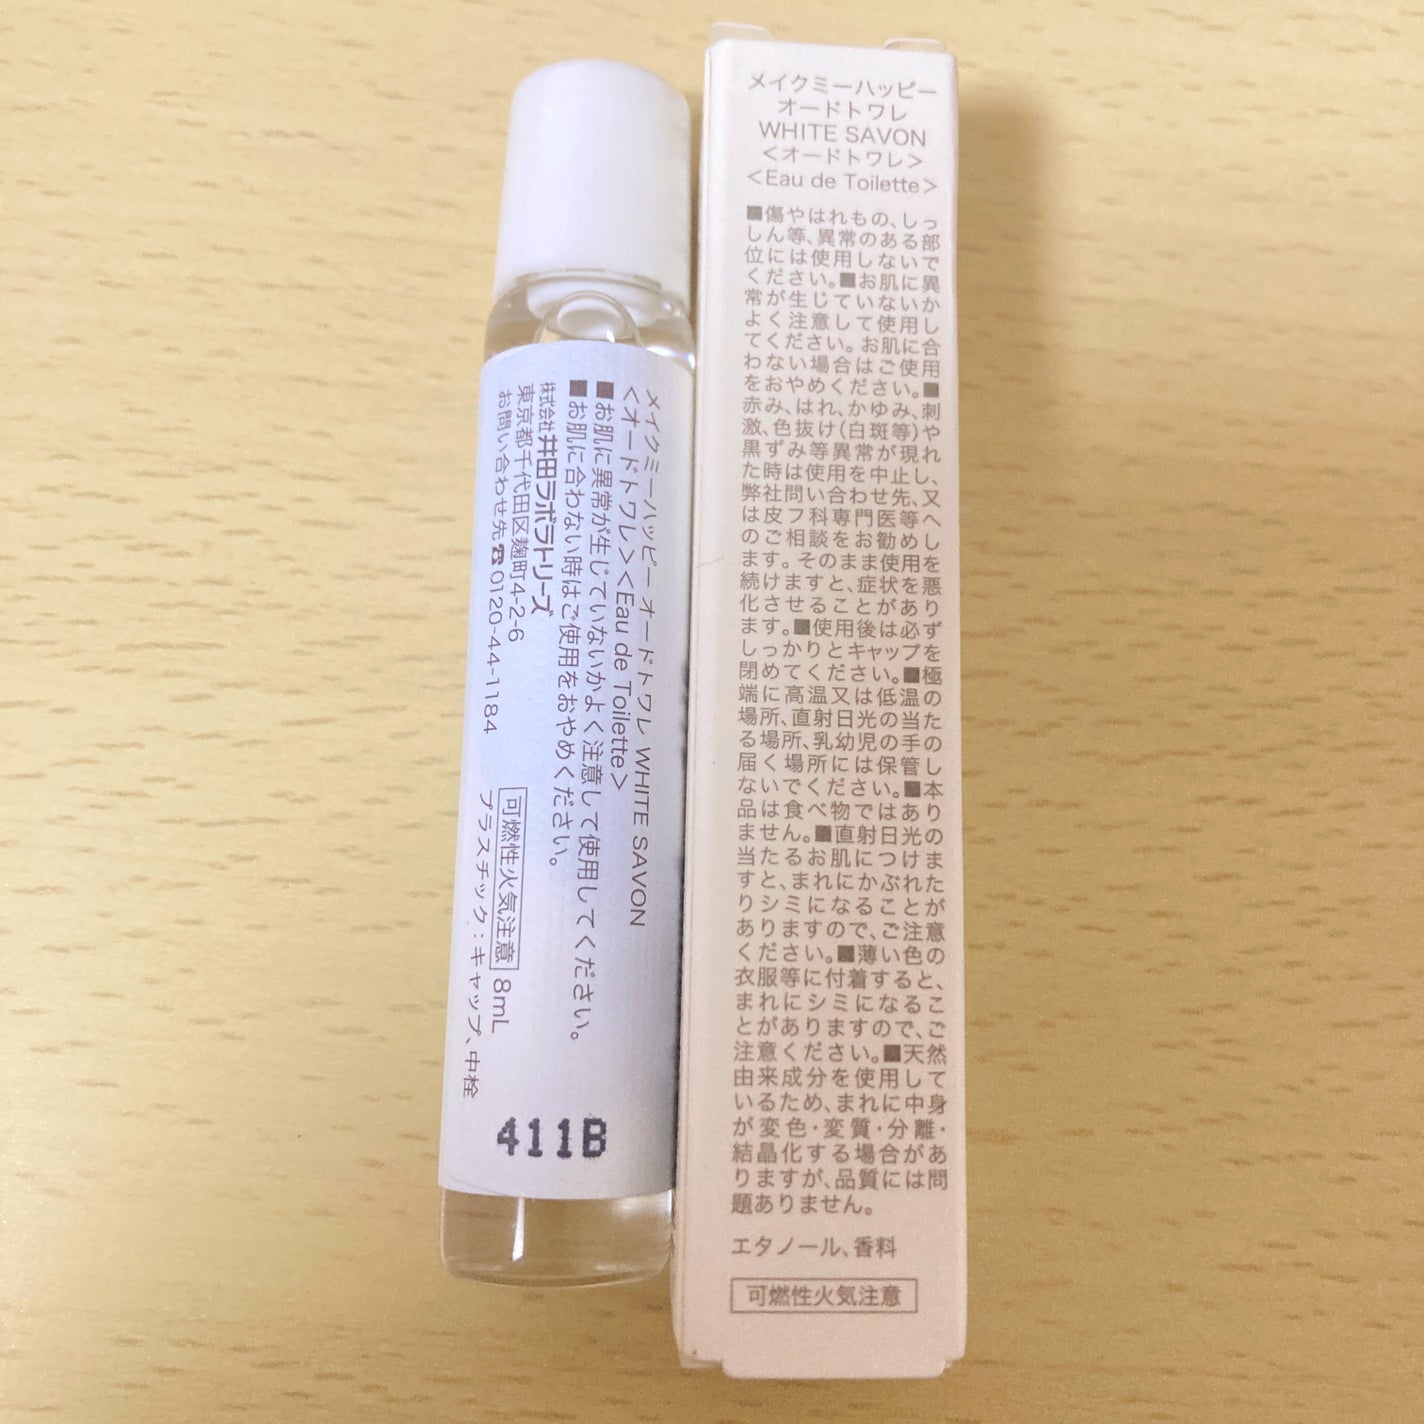 メイクミーハッピー オードトワレ WHITE SAVON
<オードトワレ><Eau de Toilette>
■お肌に異常が生じていないかよく注意して使用してください。
■お肌に合わない時はご使用をおやめください。
株式会社 井田ラボラトリーズ
東京都千代田区麹町4-2-6
お問い合わせ先☎0120-44-1184
可燃性火気注意 8mL
プラスチック：キャップ、中栓
411B
メイクミーハッピー
オードトワレ
WHITE SAVON
<オードトワレ>
<Eau de Toilette>
■傷やはれもの、しっ
しん等、異常のある部
位には使用しないで
ください。■お肌に異
常が生じていないか
よく注意して使用し
てください。お肌に合
わない場合はご使用
をおやめください。■
赤み、はれ、かゆみ、刺
激、色抜け(白斑等)や
黒ずみ等異常が現れ
た時は使用を中止し、
弊社問い合わせ先、又
は皮フ科専門医等へ
のご相談をお勧めし
ます。そのまま使用を
続けますと、症状を悪
化させることがあり
ます。■使用後は必ず
しっかりとキャップを
閉めてください。■極
端に高温又は低温の
場所、直射日光の当た
る場所、乳幼児の手の
届く場所には保管し
ないでください。■本
品は食べ物ではあり
ません。■直射日光の
当たるお肌につけま
すと、まれにかぶれた
りシミになることが
ありますので、ご注意
ください。■薄い色の
衣服等に付着すると、
まれにシミになるこ
とがありますので、ご
注意ください。■天然
由来成分を使用して
いるため、まれに中身
が変色・変質・分離・
結晶化する場合があ
りますが、品質には問
題ありません。
エタノール、香料
可燃性火気注意